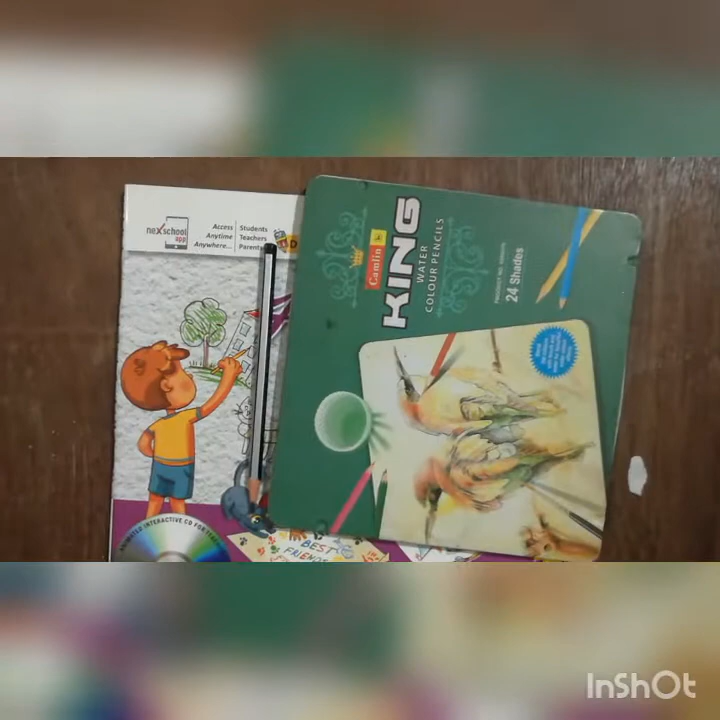 nexschool
app
Access
Anytime
Anywhere...
Students
Teachers
Parents
Camlin
KING
WATER
COLOUR PENCILS
24 Shades
ANIMATED INTERACTIVE CD FOR
BEST
FRIENDS
InShOt